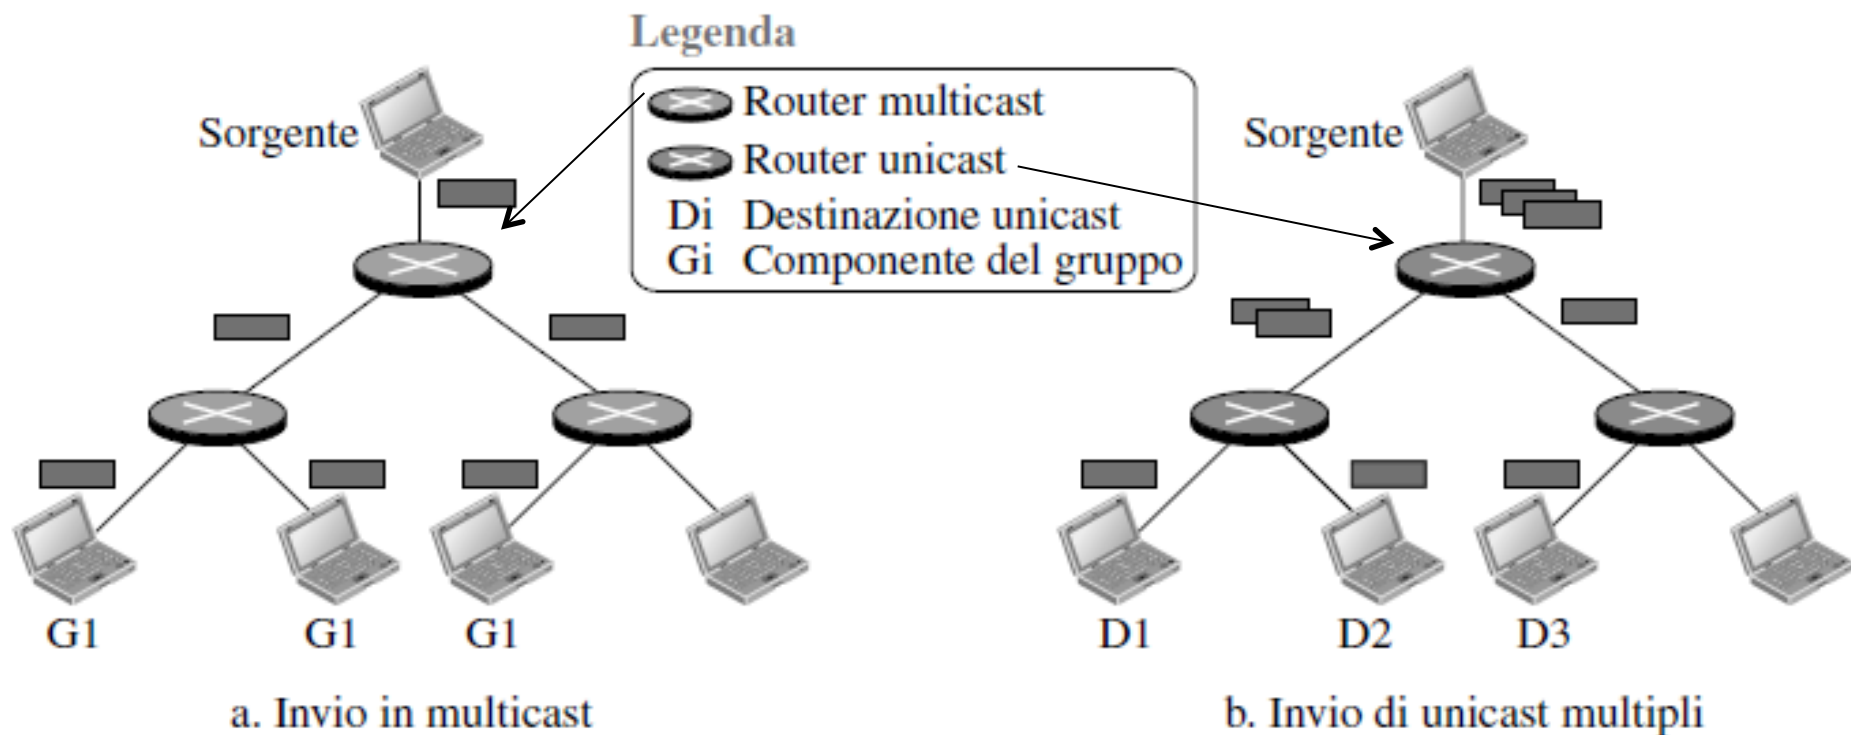 Legenda
Router multicast
Router unicast
Di Destinazione unicast
Gi Componente del gruppo
Sorgente
G1 G1 G1
a. Invio in multicast
Sorgente
D1 D2 D3
b. Invio di unicast multipli